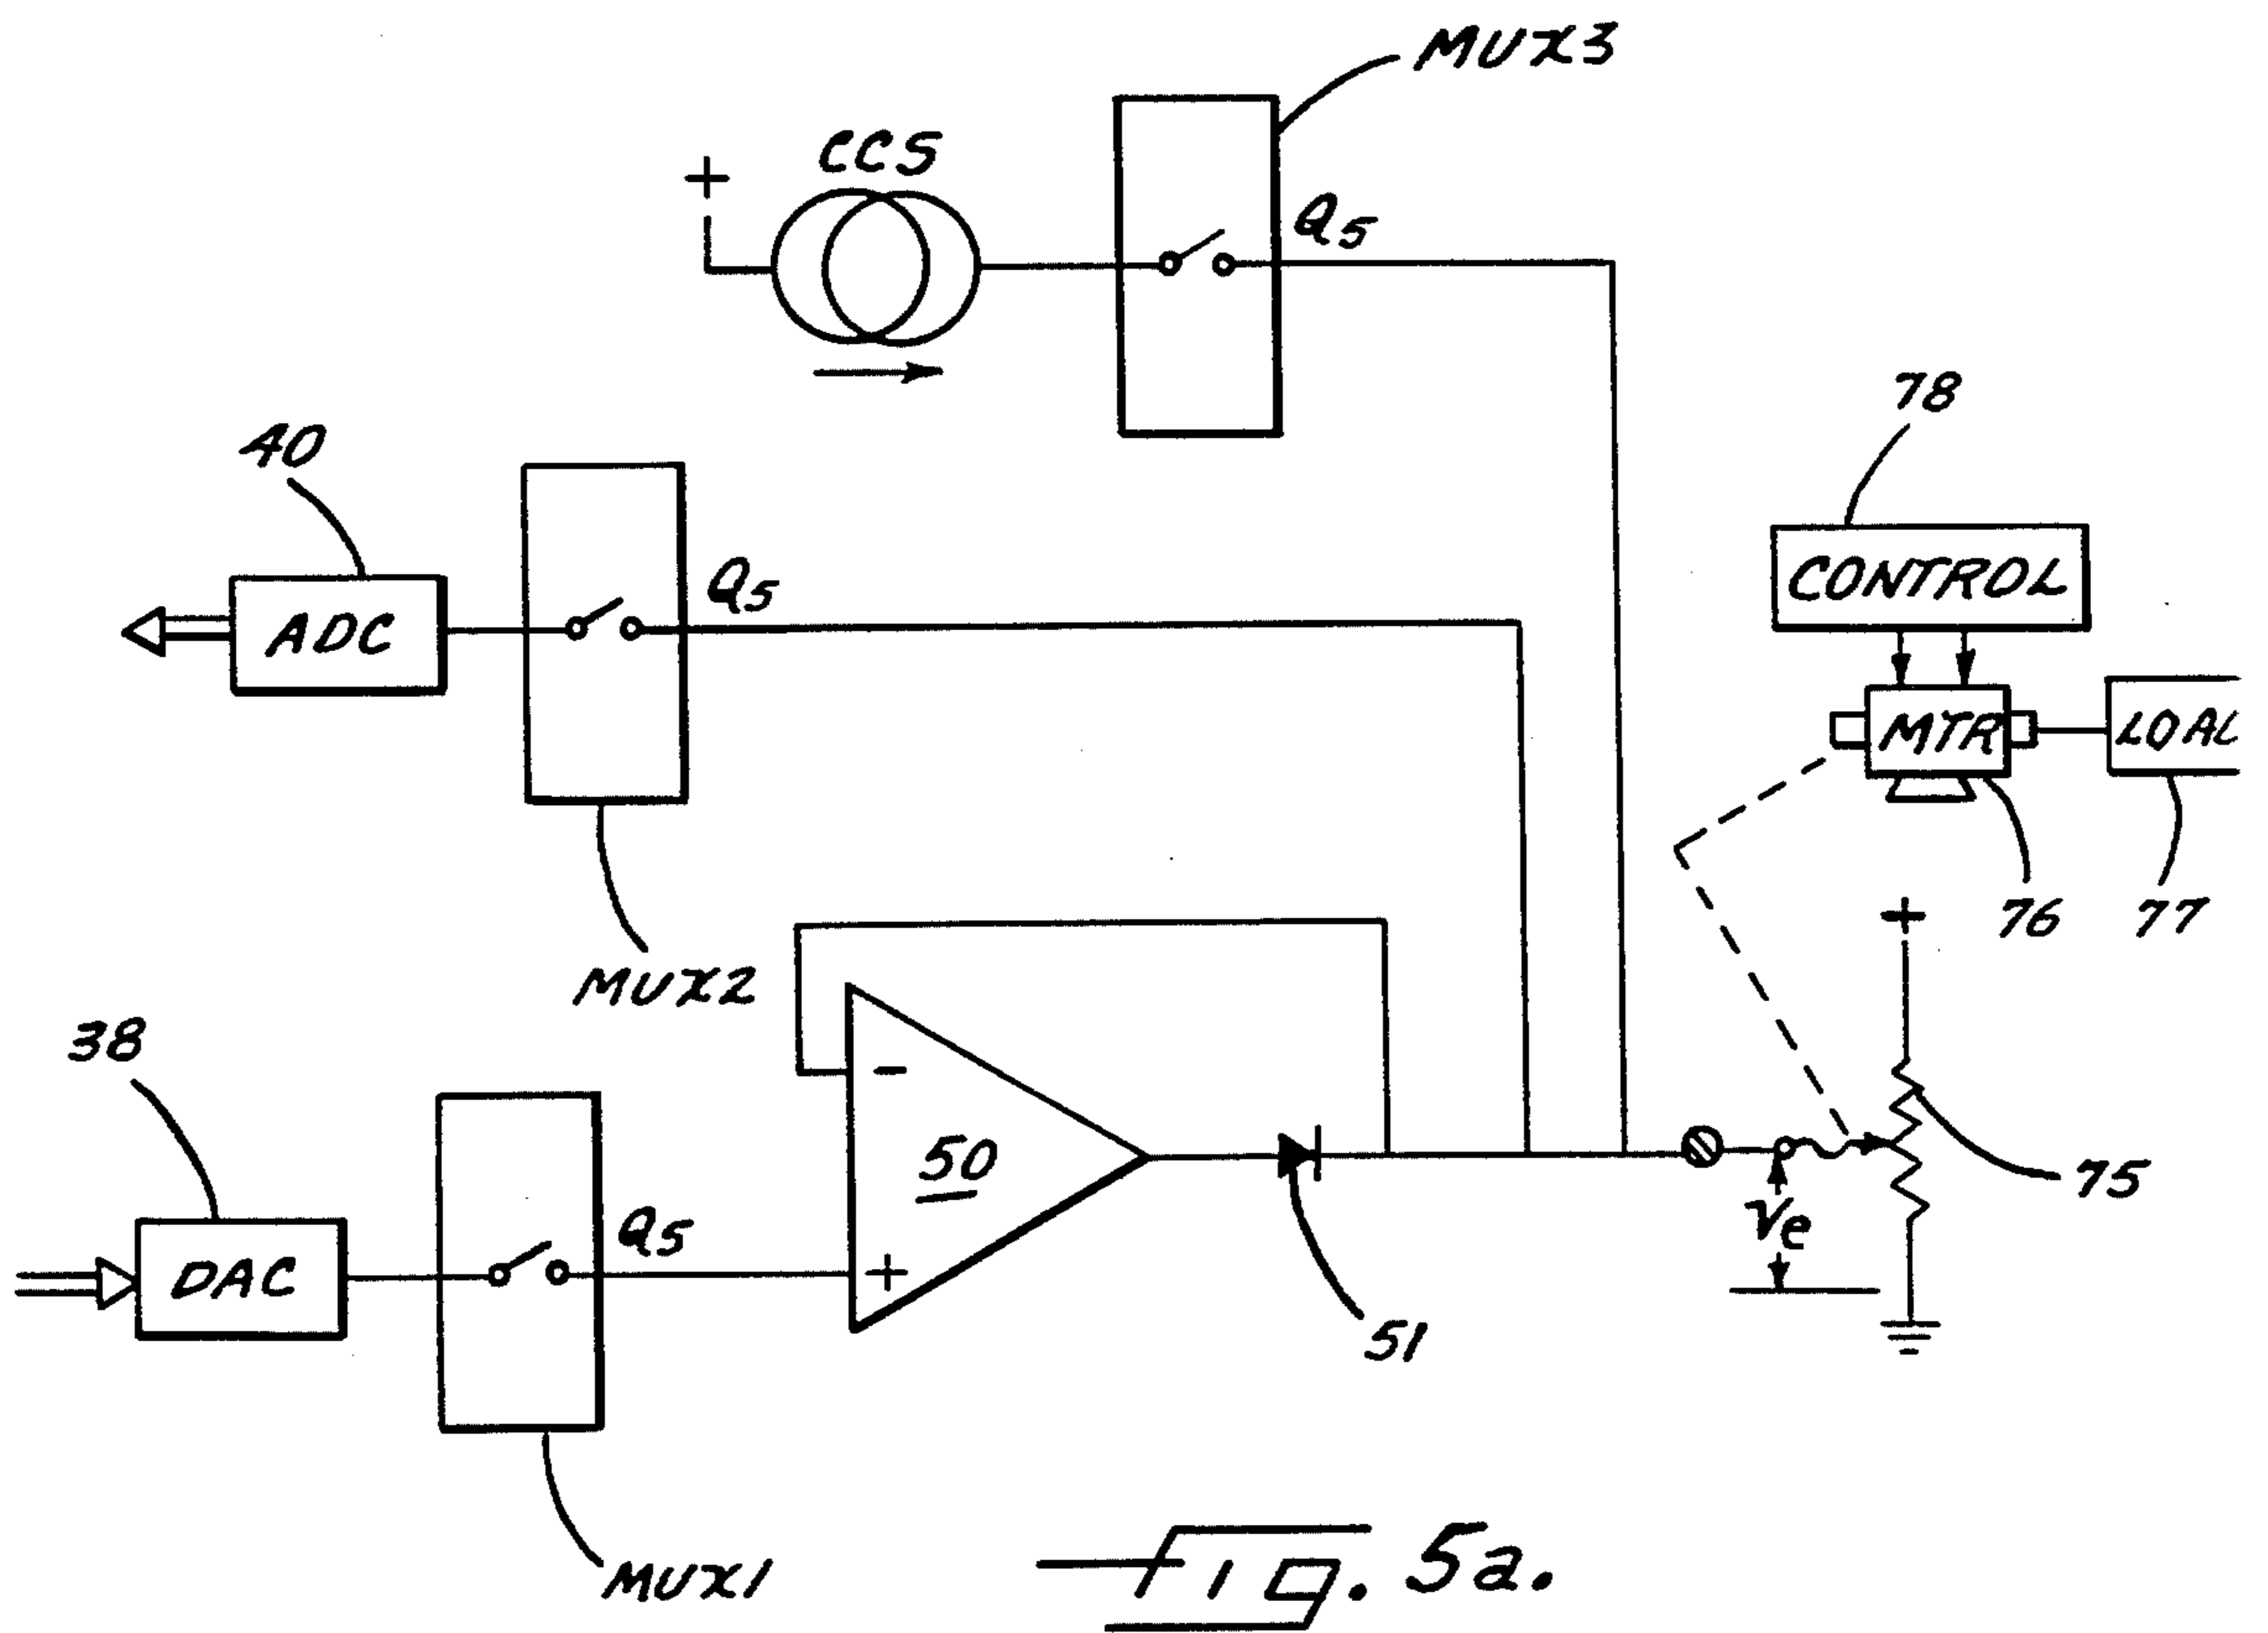 MUX3
CCS
+
Q5
78
40
CONTROL
Q5
ADC
MTR
LOAD
76
77
+
MUX2
38
-
50
75
Q5
Ve
DAC
+
51
MUX1
Fig. 5a.